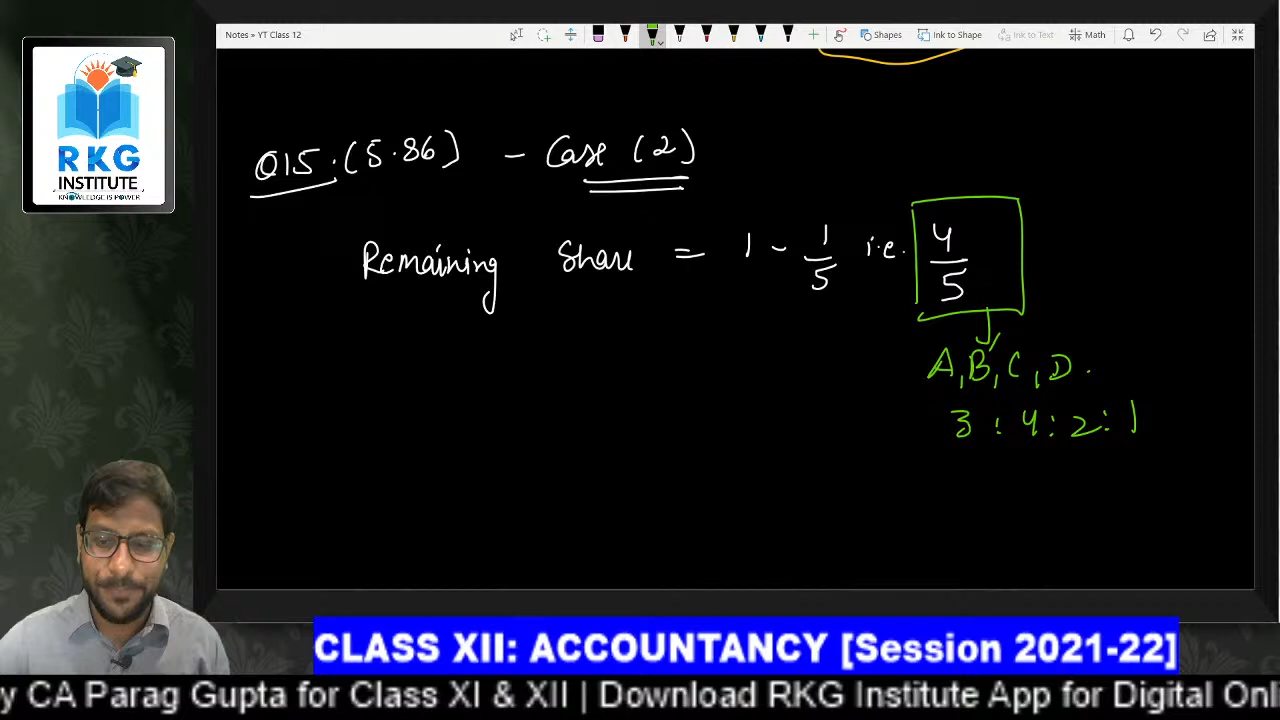 Notes » YT Class 12
Shapes
Ink to Shape
Ink to Text
Math
RKG
INSTITUTE
KNOWLEDGE IS POWER
Q15. (5.86) - Case (2)
Remaining Share = 1 - 1/5 i.e. 4/5
A, B, C, D.
3 : 4 : 2 : 1
CLASS XII: ACCOUNTANCY [Session 2021-22]
y CA Parag Gupta for Class XI & XII | Download RKG Institute App for Digital Onli